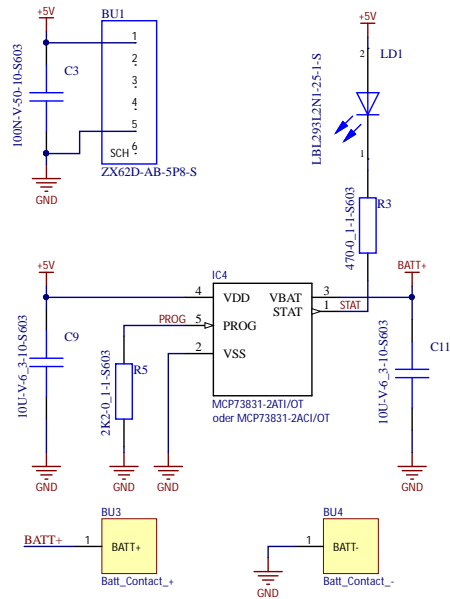 +5V
BU1
C3
100N-V-50-10-S603
1
2
3
4
5
SCH 6
ZX62D-AB-5P8-S
GND
+5V
2
LD1
LBL293L2N1-25-1-S
1
R3
470-0_1-1-S603
+5V
C9
10U-V-6_3-10-S603
GND
IC4
4 VDD
VBAT 3
STAT 1
STAT
PROG 5 PROG
2 VSS
MCP73831-2ATI/OT
oder MCP73831-2ACI/OT
R5
2K2-0_1-1-S603
GND
GND
BATT+
C11
10U-V-6_3-10-S603
GND
BU3
BATT+ 1 BATT+
Batt_Contact_+
BU4
1 BATT-
Batt_Contact_-
GND